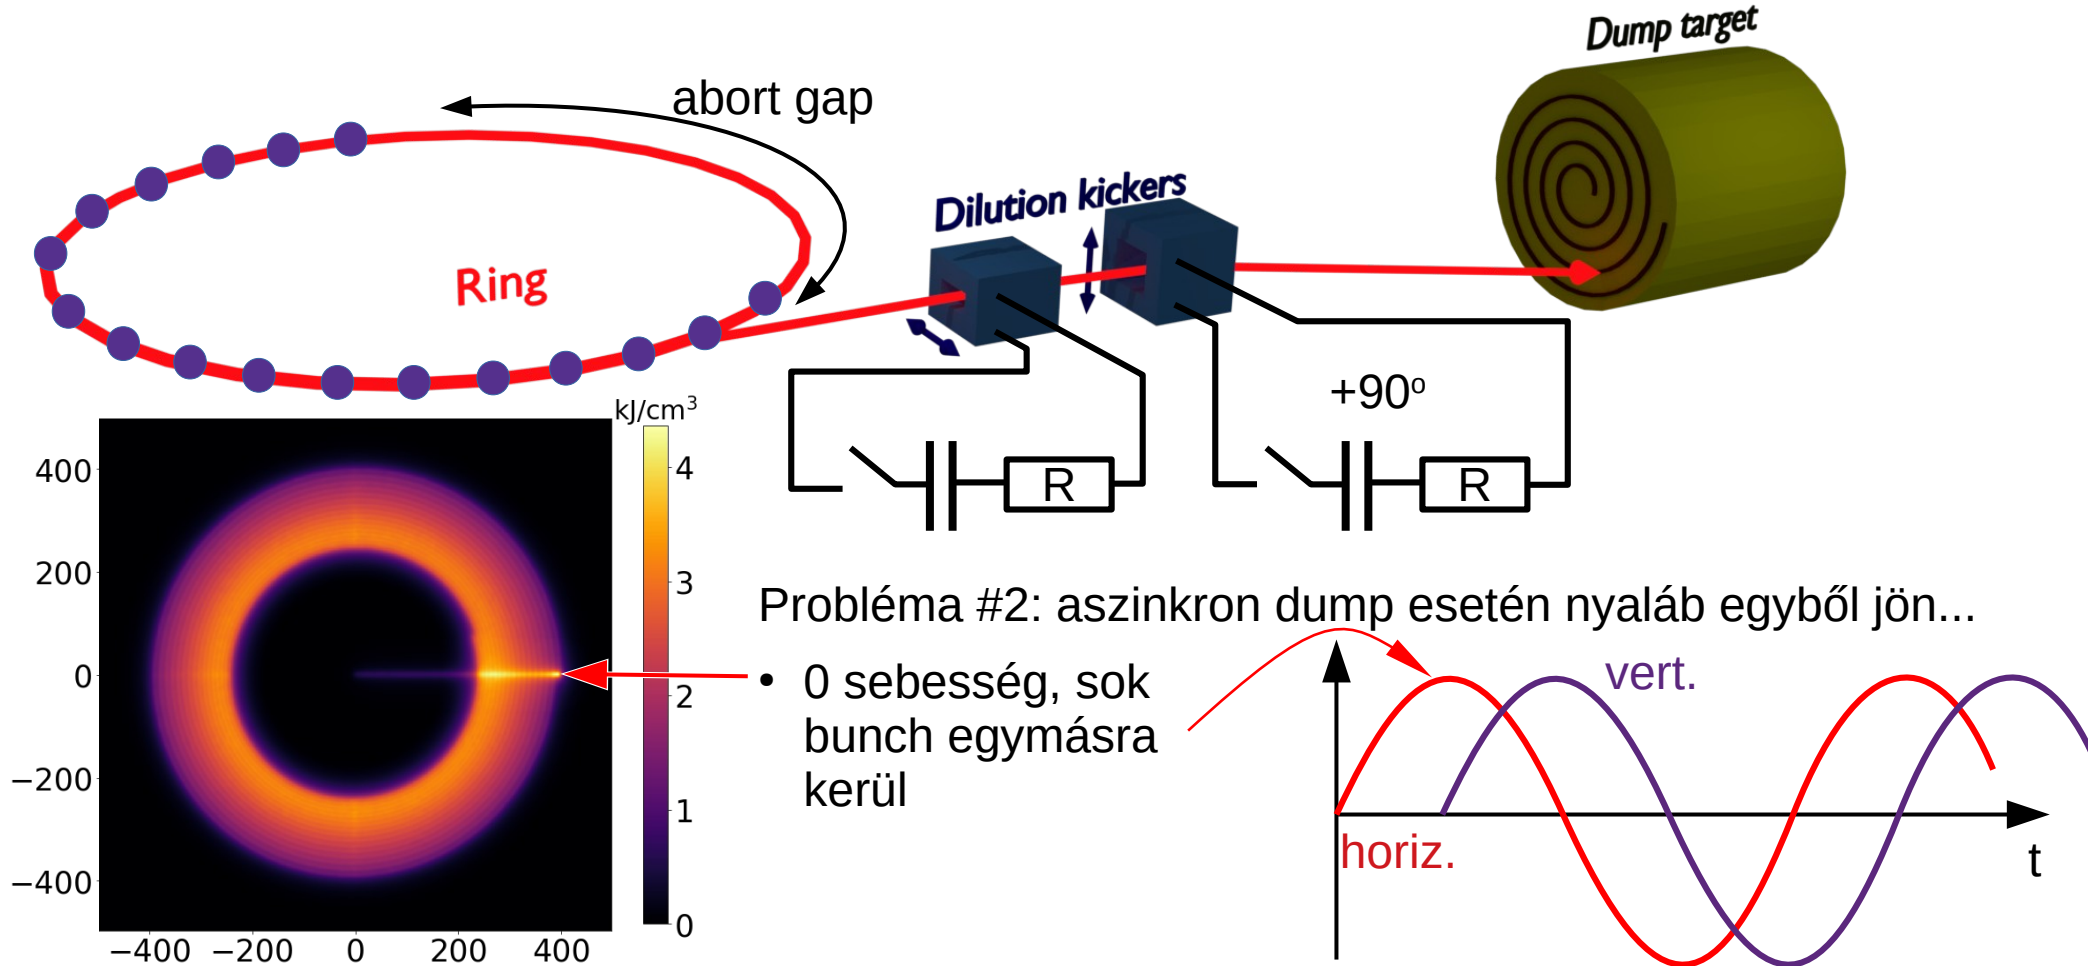 Dump target
abort gap
Dilution kickers
Ring
+90º
R
R
kJ/cm³
400
200
0
−200
−400
−400
−200
0
200
400
4
3
2
1
0
Probléma #2: aszinkron dump esetén nyaláb egyből jön...
• 0 sebesség, sok
bunch egymásra
kerül
vert.
horiz.
t